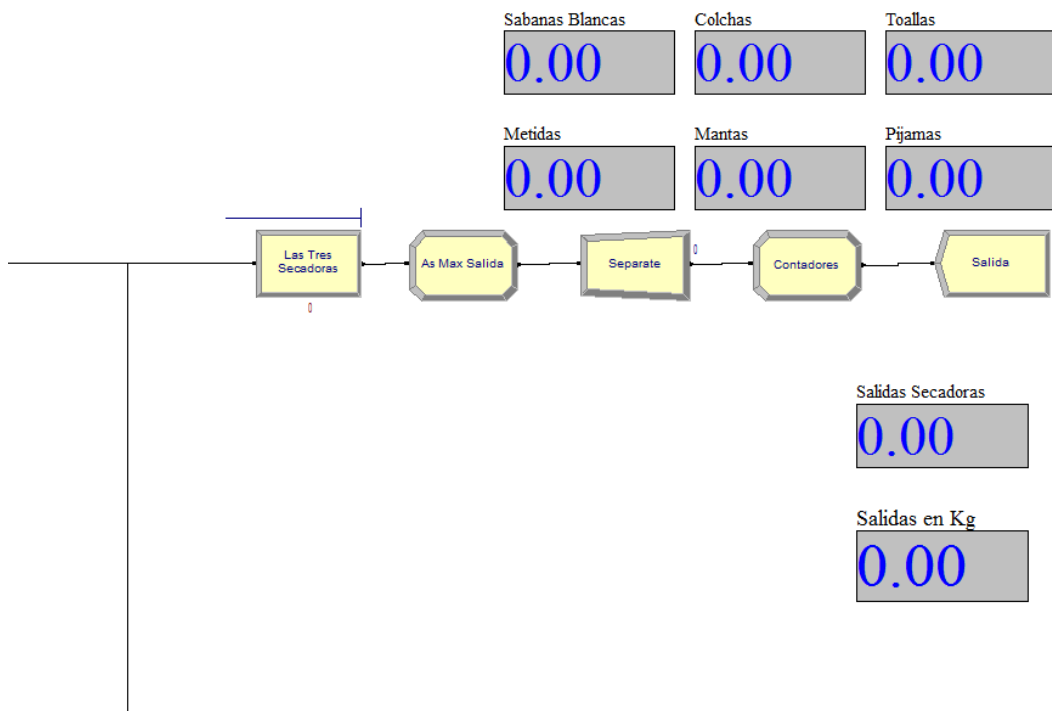 Sabanas Blancas
Colchas
Toallas
0.00
0.00
0.00
Metidas
Mantas
Pijamas
0.00
0.00
0.00
Las Tres
Secadoras
As Max Salida
Separate
Contadores
Salida
0
0
Salidas Secadoras
0.00
Salidas en Kg
0.00